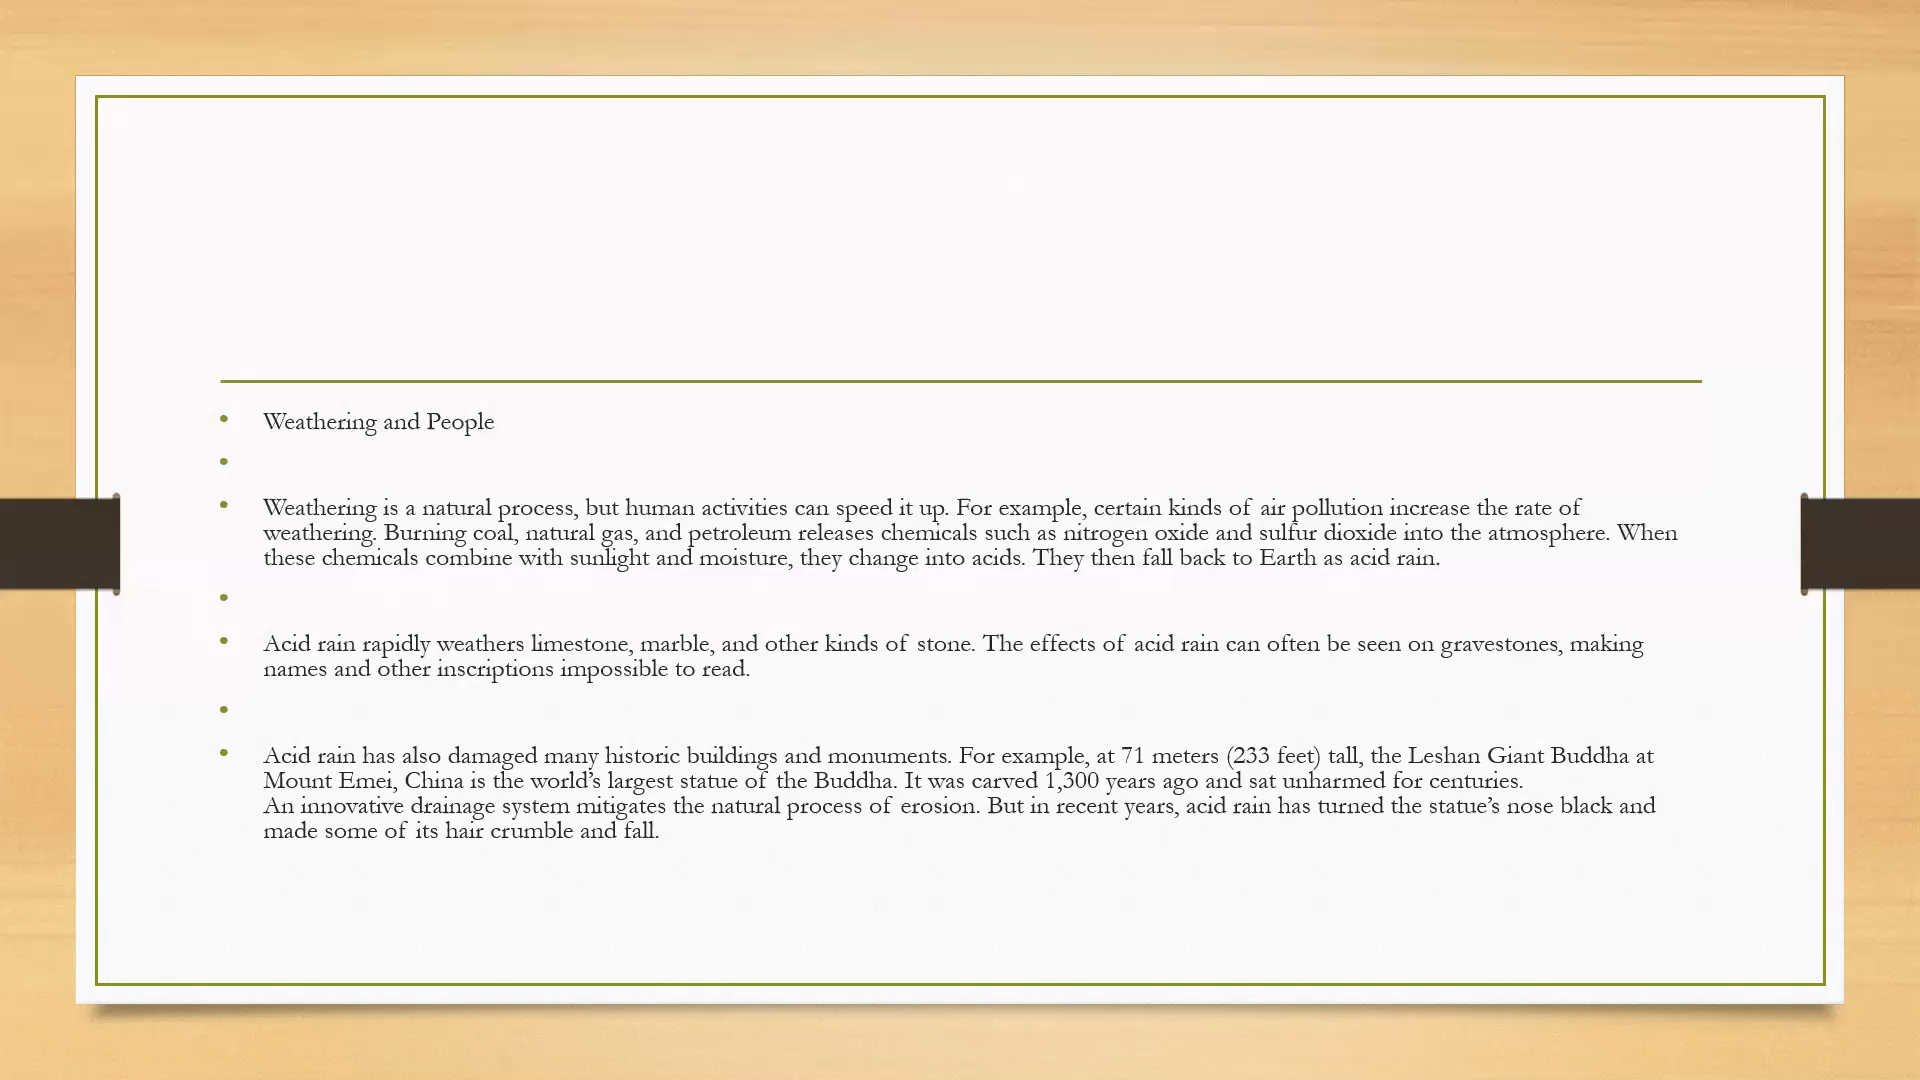 Weathering and People
Weathering is a natural process, but human activities can speed it up. For example, certain kinds of air pollution increase the rate of
weathering. Burning coal, natural gas, and petroleum releases chemicals such as nitrogen oxide and sulfur dioxide into the atmosphere. When
these chemicals combine with sunlight and moisture, they change into acids. They then fall back to Earth as acid rain.
Acid rain rapidly weathers limestone, marble, and other kinds of stone. The effects of acid rain can often be seen on gravestones, making
names and other inscriptions impossible to read.
Acid rain has also damaged many historic buildings and monuments. For example, at 71 meters (233 feet) tall, the Leshan Giant Buddha at
Mount Emei, China is the world’s largest statue of the Buddha. It was carved 1,300 years ago and sat unharmed for centuries.
An innovative drainage system mitigates the natural process of erosion. But in recent years, acid rain has turned the statue’s nose black and
made some of its hair crumble and fall.